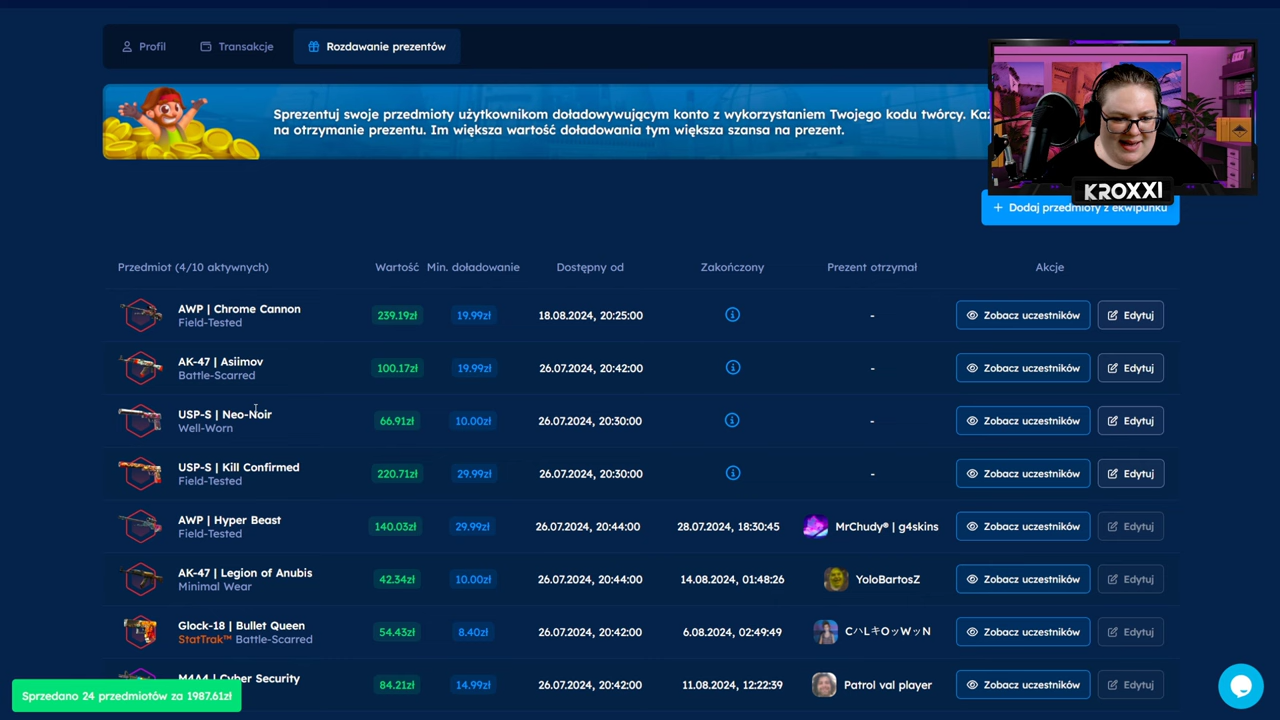 Profil
Transakcje
Rozdawanie prezentów
Sprezentuj swoje przedmioty użytkownikom doładowywującym konto z wykorzystaniem Twojego kodu twórcy.
na otrzymanie prezentu. Im większa wartość doładowania tym większa szansa na prezent.
KROXXI
+ Dodaj przedmioty z ekwipunku
Przedmiot (4/10 aktywnych) Wartość Min. doładowanie Dostępny od Zakończony Prezent otrzymał Akcje
AWP | Chrome Cannon
Field-Tested
239.19zł 19.99zł 18.08.2024, 20:25:00 - Zobacz uczestników Edytuj
AK-47 | Asiimov
Battle-Scarred
100.17zł 19.99zł 26.07.2024, 20:42:00 - Zobacz uczestników Edytuj
USP-S | Neo-Noir
Well-Worn
66.91zł 10.00zł 26.07.2024, 20:30:00 - Zobacz uczestników Edytuj
USP-S | Kill Confirmed
Field-Tested
220.71zł 29.99zł 26.07.2024, 20:30:00 - Zobacz uczestników Edytuj
AWP | Hyper Beast
Field-Tested
140.03zł 29.99zł 26.07.2024, 20:44:00 28.07.2024, 18:30:45 MrChudy® | g4skins Zobacz uczestników Edytuj
AK-47 | Legion of Anubis
Minimal Wear
42.34zł 10.00zł 26.07.2024, 20:44:00 14.08.2024, 01:48:26 YoloBartosZ Zobacz uczestników Edytuj
Glock-18 | Bullet Queen
StatTrak™ Battle-Scarred
54.43zł 8.40zł 26.07.2024, 20:42:00 6.08.2024, 02:49:49 CハLキOッWッN Zobacz uczestników Edytuj
M4A4 | Cyber Security
84.21zł 14.99zł 26.07.2024, 20:42:00 11.08.2024, 12:22:39 Patrol val player Zobacz uczestników Edytuj
Sprzedano 24 przedmiotów za 1987.61zł